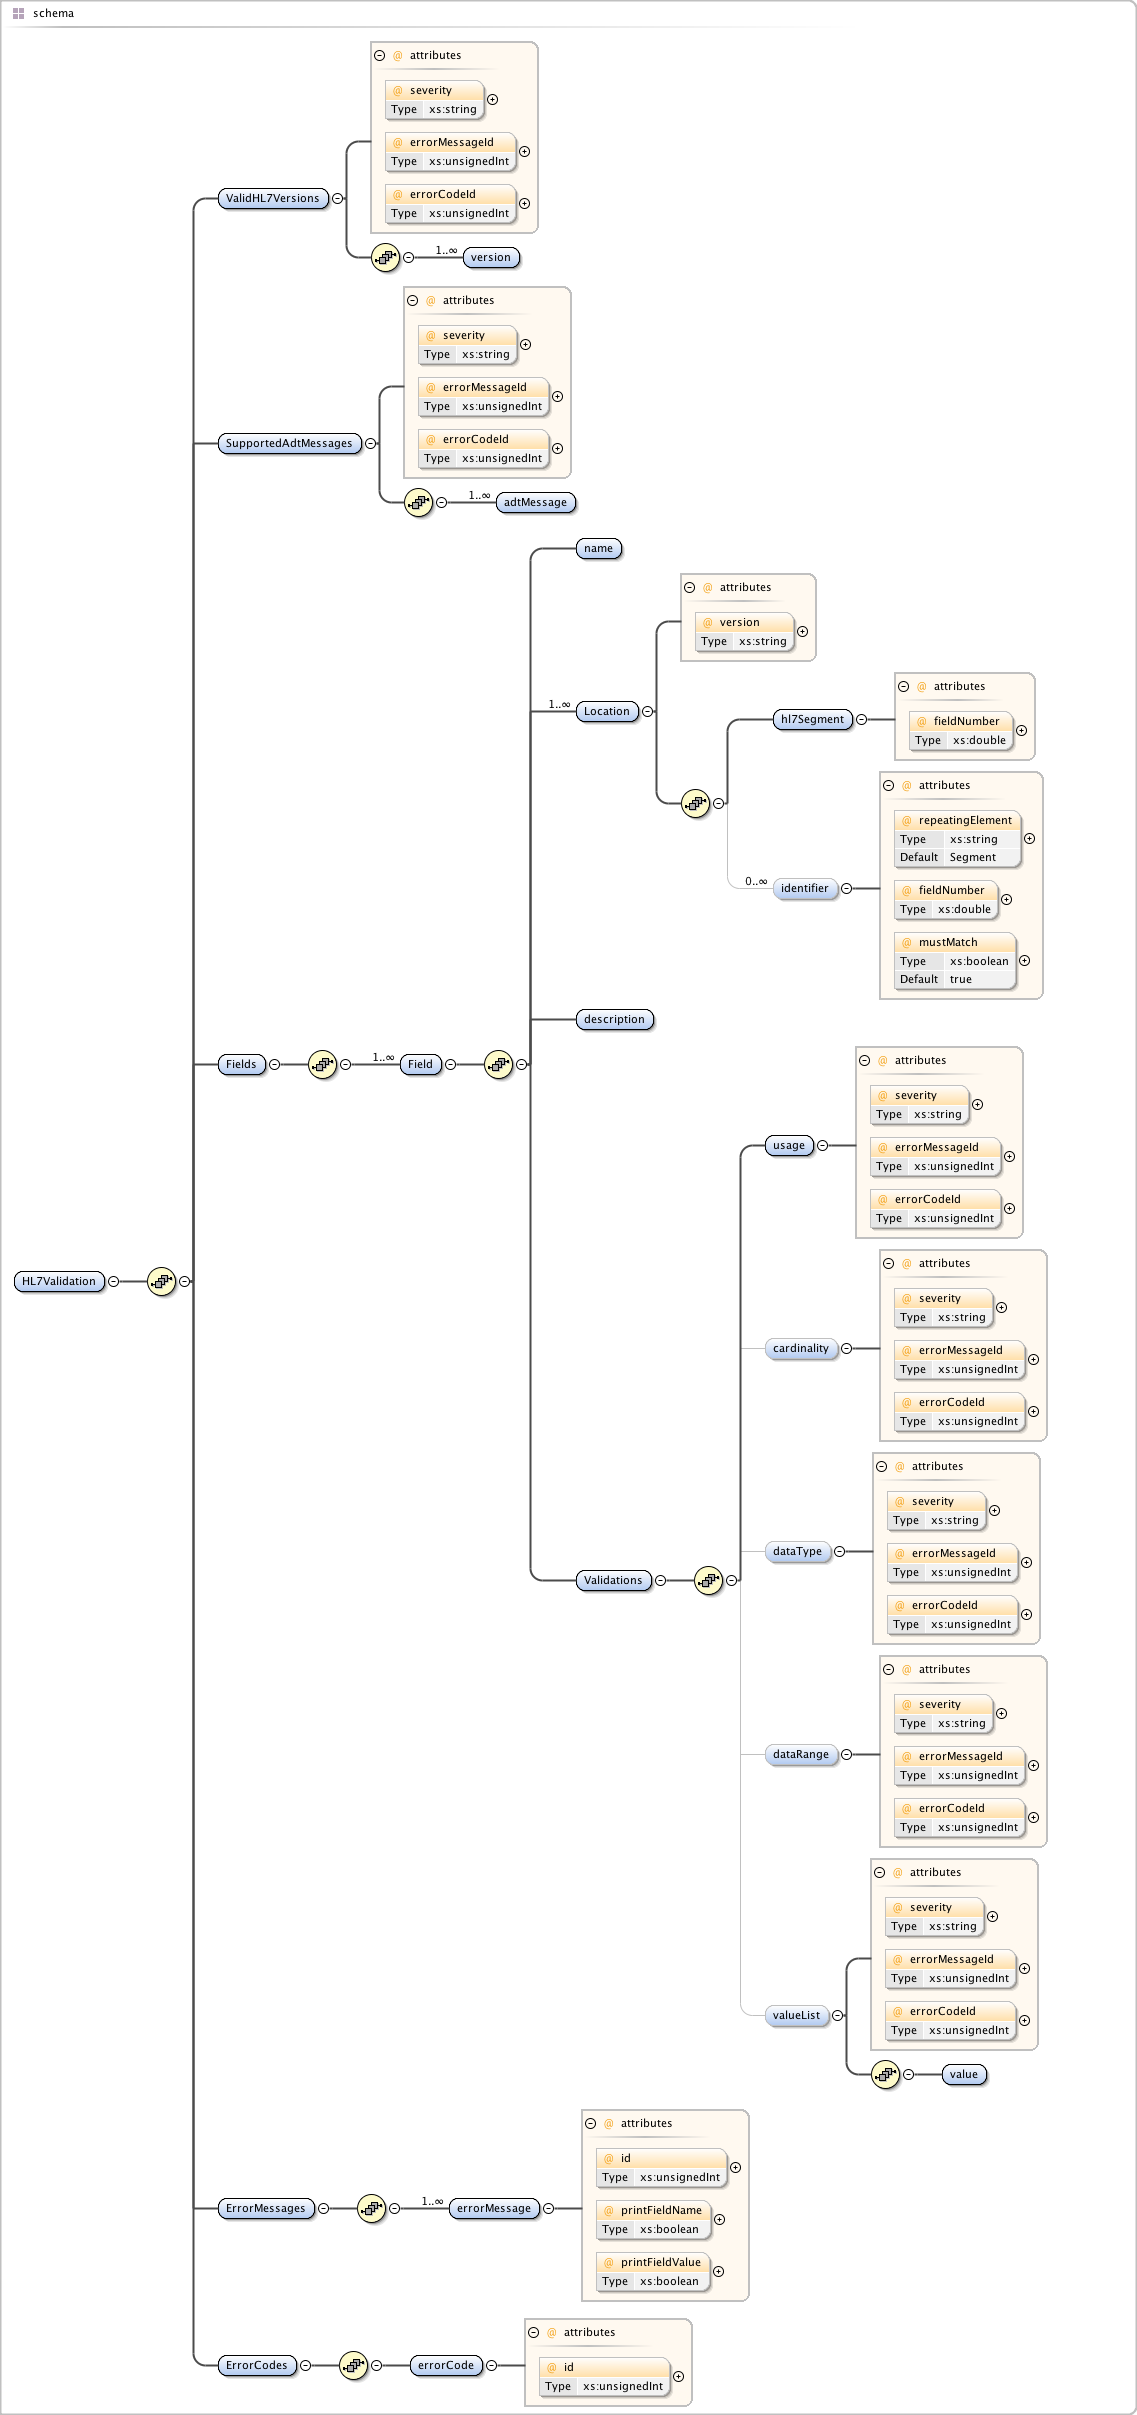 schema
@ attributes
@ severity
Type xs:string
@ errorMessageId
Type xs:unsignedInt
@ errorCodeId
Type xs:unsignedInt
ValidHL7Versions
1..∞
version
@ attributes
@ severity
Type xs:string
@ errorMessageId
Type xs:unsignedInt
@ errorCodeId
Type xs:unsignedInt
SupportedAdtMessages
1..∞
adtMessage
name
@ attributes
@ version
Type xs:string
1..∞
Location
@ attributes
hl7Segment
@ fieldNumber
Type xs:double
@ attributes
@ repeatingElement
Type xs:string
Default Segment
0..∞
identifier
@ fieldNumber
Type xs:double
@ mustMatch
Type xs:boolean
Default true
description
Fields
1..∞
Field
@ attributes
@ severity
Type xs:string
usage
@ errorMessageId
Type xs:unsignedInt
@ errorCodeId
Type xs:unsignedInt
HL7Validation
@ attributes
@ severity
Type xs:string
cardinality
@ errorMessageId
Type xs:unsignedInt
@ errorCodeId
Type xs:unsignedInt
@ attributes
@ severity
Type xs:string
dataType
@ errorMessageId
Type xs:unsignedInt
Validations
@ errorCodeId
Type xs:unsignedInt
@ attributes
@ severity
Type xs:string
dataRange
@ errorMessageId
Type xs:unsignedInt
@ errorCodeId
Type xs:unsignedInt
@ attributes
@ severity
Type xs:string
@ errorMessageId
Type xs:unsignedInt
valueList
@ errorCodeId
Type xs:unsignedInt
value
@ attributes
@ id
Type xs:unsignedInt
ErrorMessages
1..∞
errorMessage
@ printFieldName
Type xs:boolean
@ printFieldValue
Type xs:boolean
@ attributes
ErrorCodes
errorCode
@ id
Type xs:unsignedInt